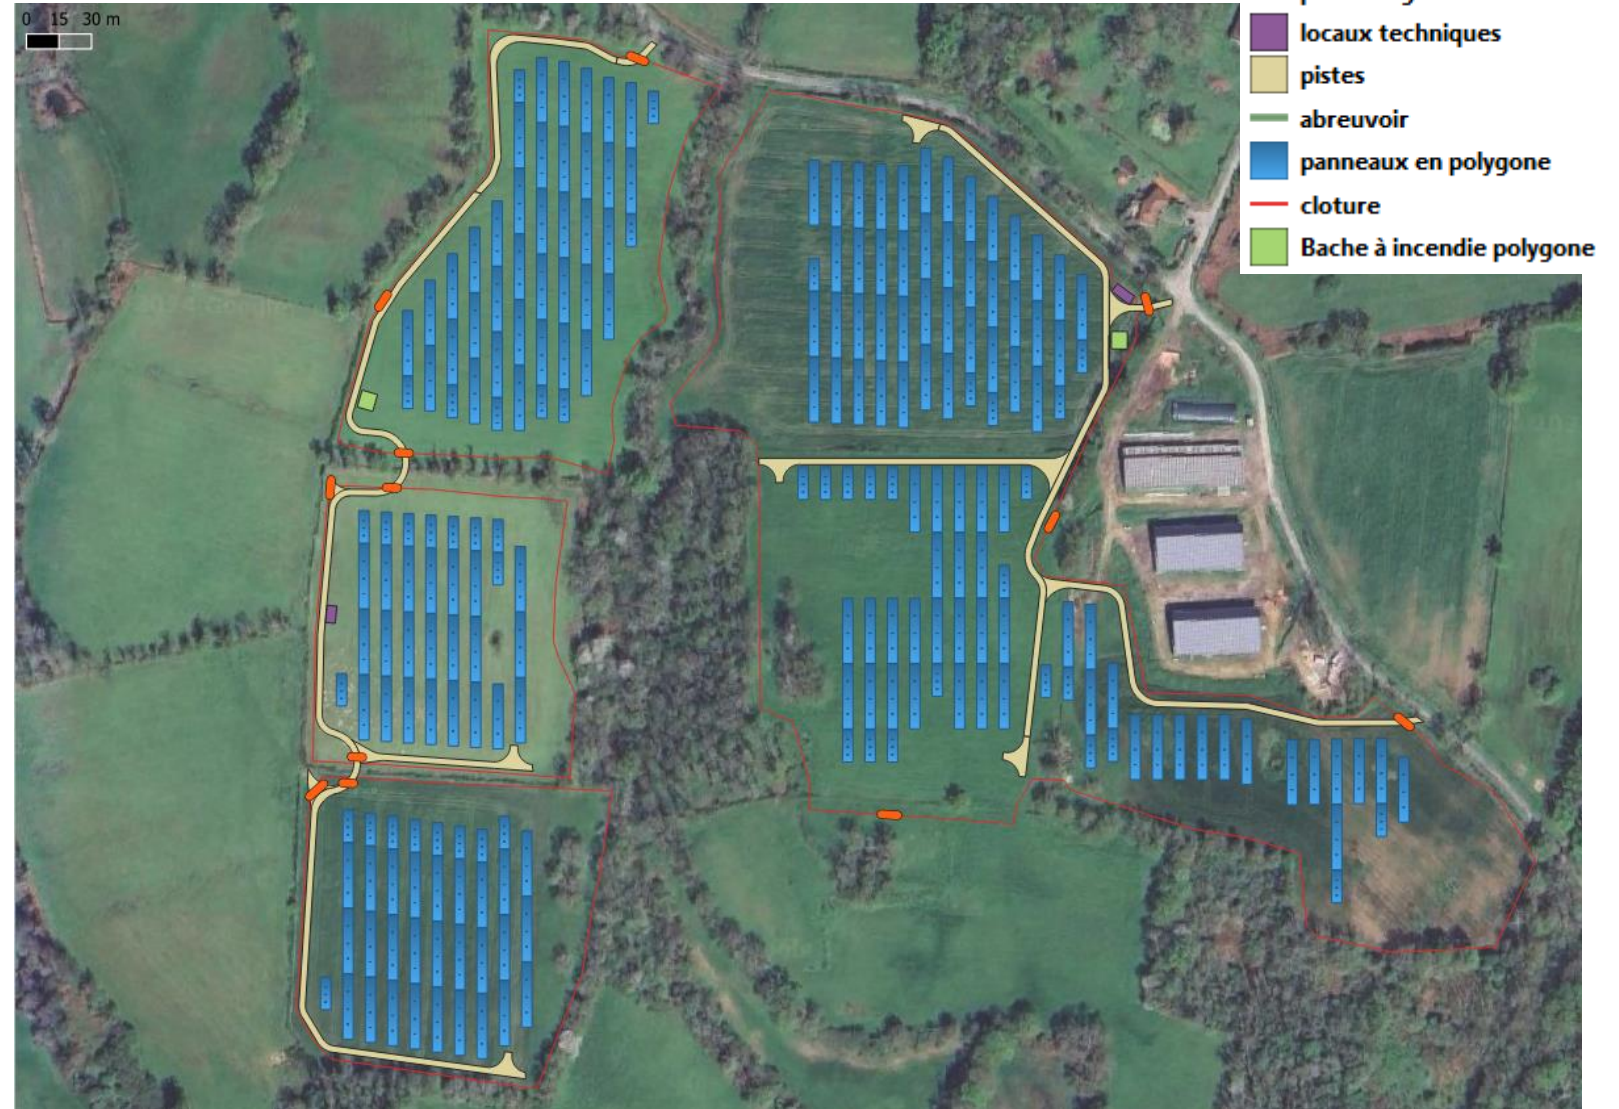 0 15 30 m
locaux techniques
pistes
abreuvoir
panneaux en polygone
cloture
Bache à incendie polygone